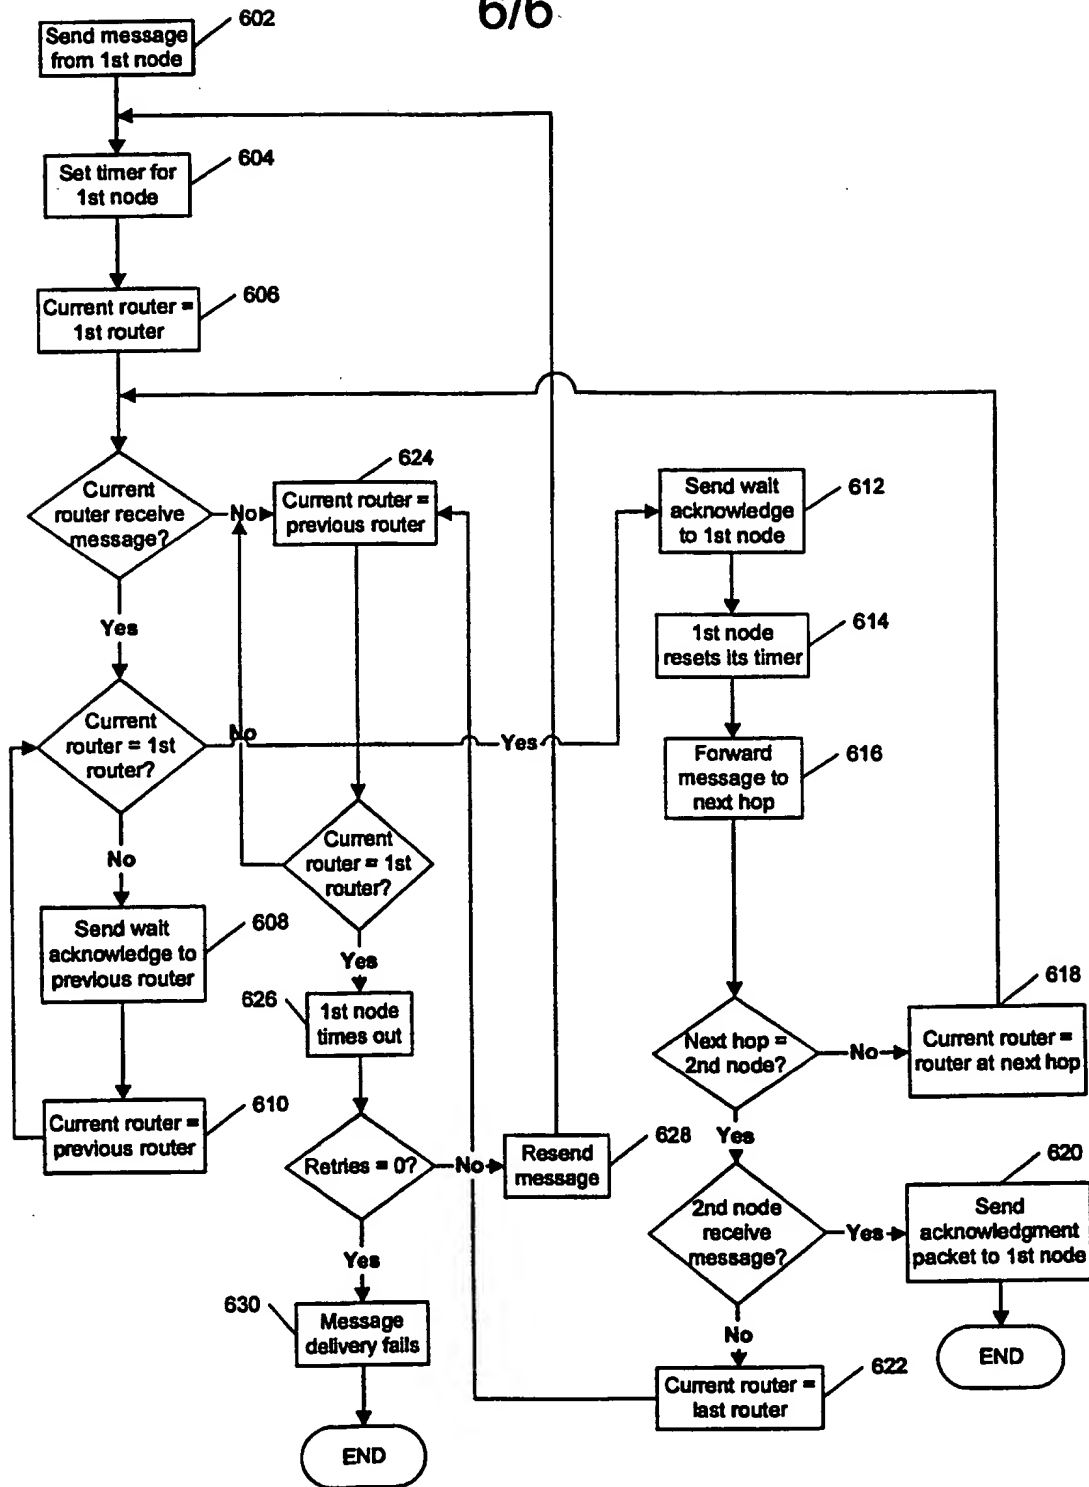 6/6
602
Send message
from 1st node
604
Set timer for
1st node
606
Current router =
1st router
624
Current
router receive
message?
No
Current router =
previous router
Send wait
acknowledge
to 1st node
612
Yes
1st node
resets its timer
614
Current
router = 1st
router?
No
Yes
Forward
message to
next hop
616
No
Current
router = 1st
router?
Send wait
acknowledge to
previous router
608
Yes
626
1st node
times out
618
Next hop =
2nd node?
No
Current router =
router at next hop
Current router =
previous router
610
Yes
Retries = 0?
No
Resend
message
628
620
2nd node
receive
message?
Yes
Send
acknowledgment
packet to 1st node
Yes
630
Message
delivery fails
No
END
Current router =
last router
622
END